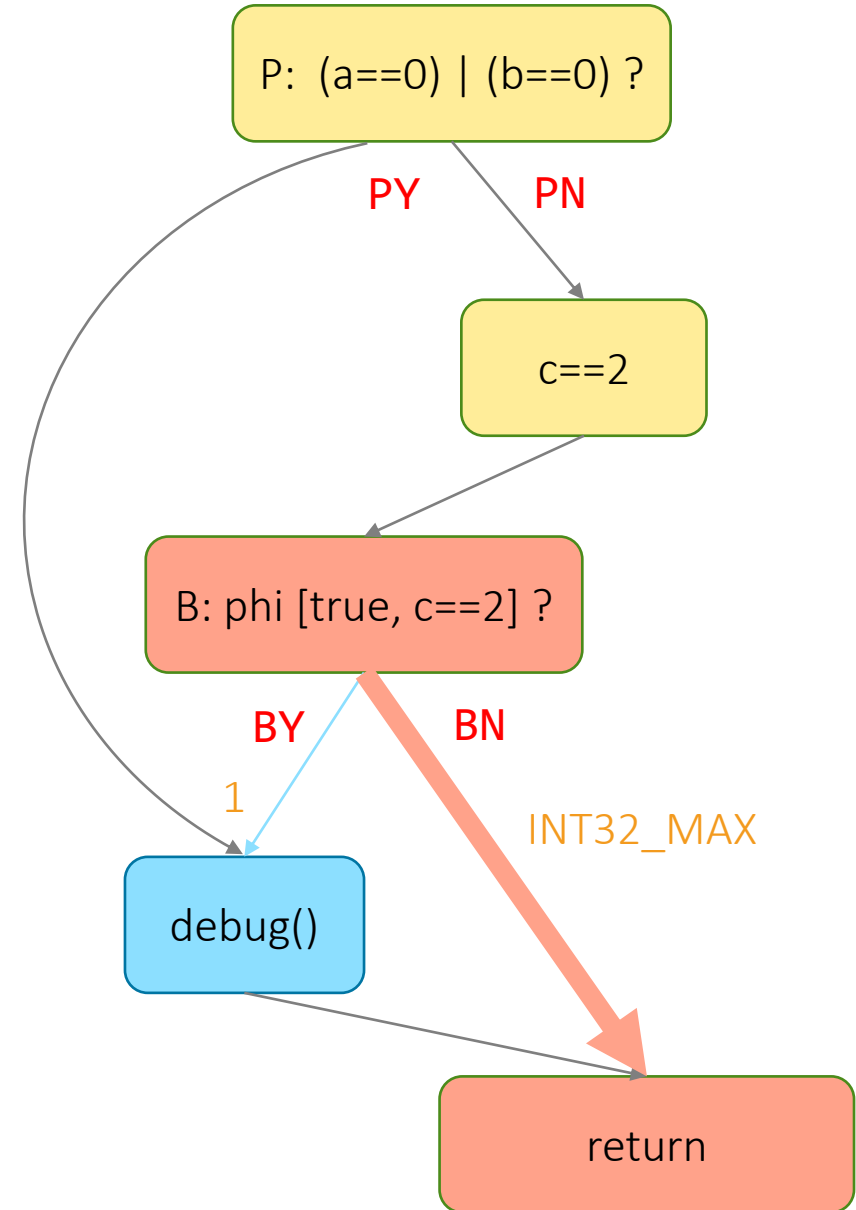 P: (a==0) | (b==0) ?
PY
PN
c==2
B: phi [true, c==2] ?
BY
BN
1
INT32_MAX
debug()
return